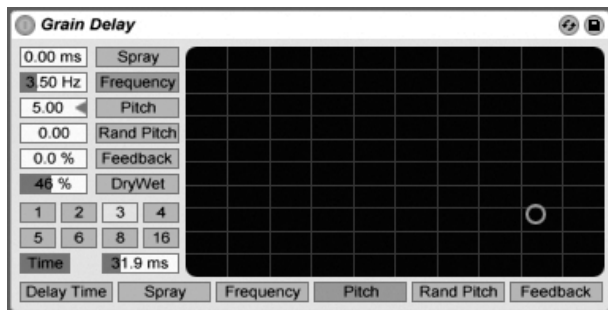 Grain Delay
0.00 ms Spray
3.50 Hz Frequency
5.00 Pitch
0.00 Rand Pitch
0.0 % Feedback
46 % DryWet
1 2 3 4
5 6 8 16
Time 31.9 ms
Delay Time Spray Frequency Pitch Rand Pitch Feedback